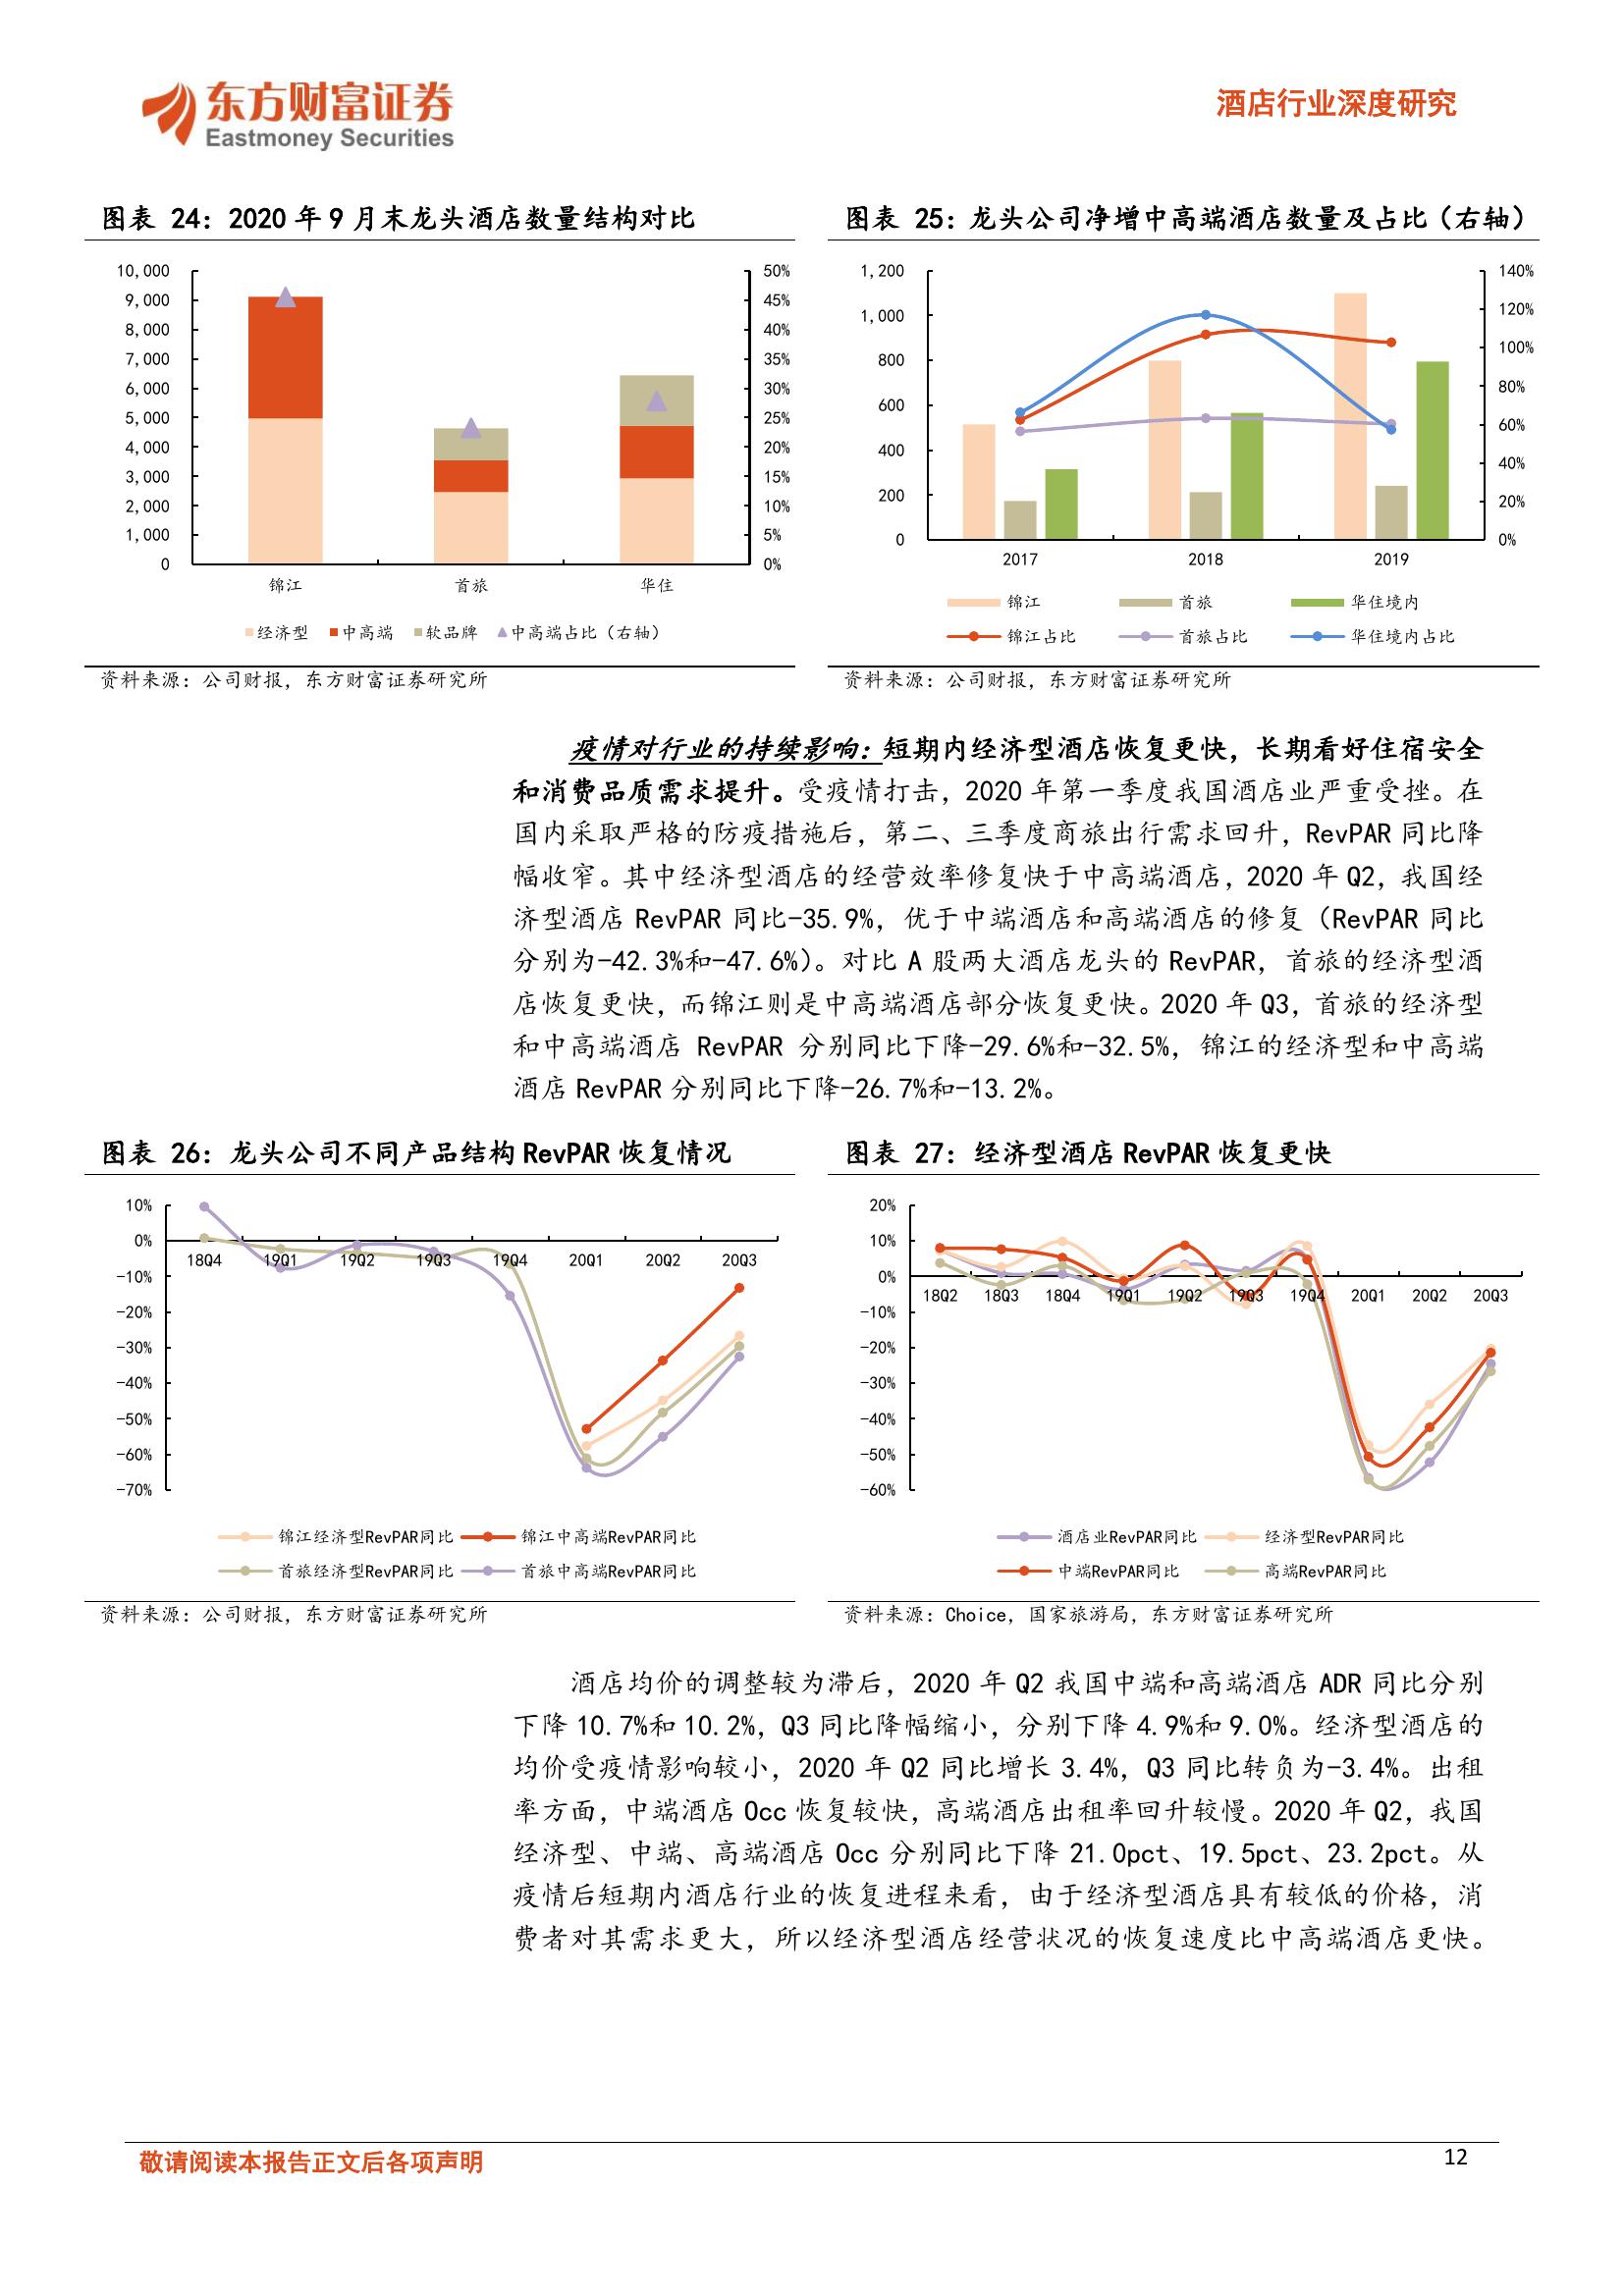 东方财富证券
Eastmoney Securities
酒店行业深度研究
图表 24：2020 年 9 月末龙头酒店数量结构对比
10,000
9,000
8,000
7,000
6,000
5,000
4,000
3,000
2,000
1,000
0
50%
45%
40%
35%
30%
25%
20%
15%
10%
5%
0%
锦江 首旅 华住
经济型 中高端 软品牌 中高端占比（右轴）
资料来源：公司财报，东方财富证券研究所
图表 25：龙头公司净增中高端酒店数量及占比（右轴）
1,200
1,000
800
600
400
200
0
140%
120%
100%
80%
60%
40%
20%
0%
2017 2018 2019
锦江 首旅 华住境内
锦江占比 首旅占比 华住境内占比
资料来源：公司财报，东方财富证券研究所
疫情对行业的持续影响：短期内经济型酒店恢复更快，长期看好住宿安全
和消费品质需求提升。受疫情打击，2020 年第一季度我国酒店业严重受挫。在
国内采取严格的防疫措施后，第二、三季度商旅出行需求回升，RevPAR 同比降
幅收窄。其中经济型酒店的经营效率修复快于中高端酒店，2020 年 Q2，我国经
济型酒店 RevPAR 同比-35.9%，优于中端酒店和高端酒店的修复（RevPAR 同比
分别为-42.3%和-47.6%）。对比 A 股两大酒店龙头的 RevPAR，首旅的经济型酒
店恢复更快，而锦江则是中高端酒店部分恢复更快。2020 年 Q3，首旅的经济型
和中高端酒店 RevPAR 分别同比下降-29.6%和-32.5%，锦江的经济型和中高端
酒店 RevPAR 分别同比下降-26.7%和-13.2%。
图表 26：龙头公司不同产品结构 RevPAR 恢复情况
10%
0%
-10%
-20%
-30%
-40%
-50%
-60%
-70%
18Q4 19Q1 19Q2 19Q3 19Q4 20Q1 20Q2 20Q3
锦江经济型RevPAR同比 锦江中高端RevPAR同比
首旅经济型RevPAR同比 首旅中高端RevPAR同比
资料来源：公司财报，东方财富证券研究所
图表 27：经济型酒店 RevPAR 恢复更快
20%
10%
0%
-10%
-20%
-30%
-40%
-50%
-60%
18Q2 18Q3 18Q4 19Q1 19Q2 19Q3 19Q4 20Q1 20Q2 20Q3
酒店业RevPAR同比 经济型RevPAR同比
中端RevPAR同比 高端RevPAR同比
资料来源：Choice，国家旅游局，东方财富证券研究所
酒店均价的调整较为滞后，2020 年 Q2 我国中端和高端酒店 ADR 同比分别
下降 10.7%和 10.2%，Q3 同比降幅缩小，分别下降 4.9%和 9.0%。经济型酒店的
均价受疫情影响较小，2020 年 Q2 同比增长 3.4%，Q3 同比转负为-3.4%。出租
率方面，中端酒店 Occ 恢复较快，高端酒店出租率回升较慢。2020 年 Q2，我国
经济型、中端、高端酒店 Occ 分别同比下降 21.0pct、19.5pct、23.2pct。从
疫情后短期内酒店行业的恢复进程来看，由于经济型酒店具有较低的价格，消
费者对其需求更大，所以经济型酒店经营状况的恢复速度比中高端酒店更快。
敬请阅读本报告正文后各项声明
12